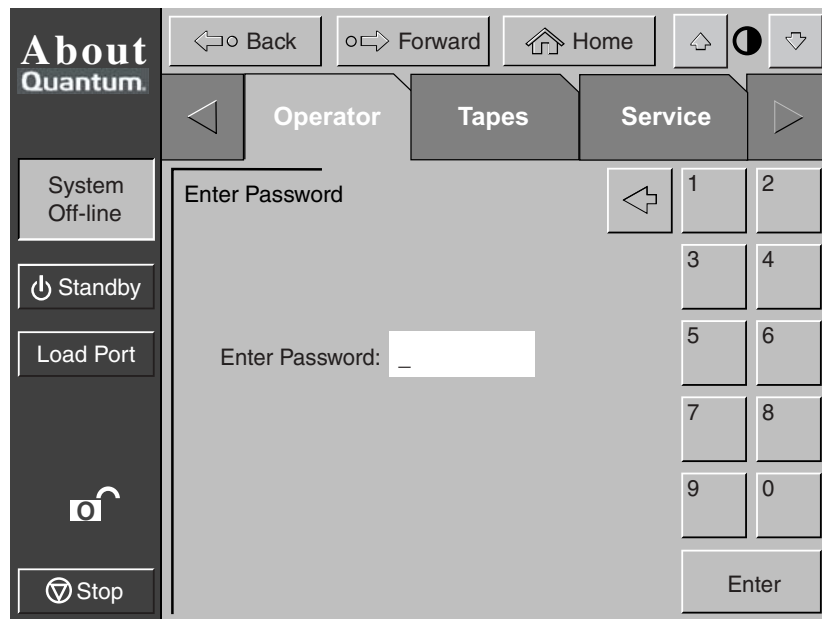 About
Quantum.
Back
Forward
Home
Operator
Tapes
Service
System
Off-line
Standby
Load Port
O
Stop
Enter Password
Enter Password: _
1
2
3
4
5
6
7
8
9
0
Enter